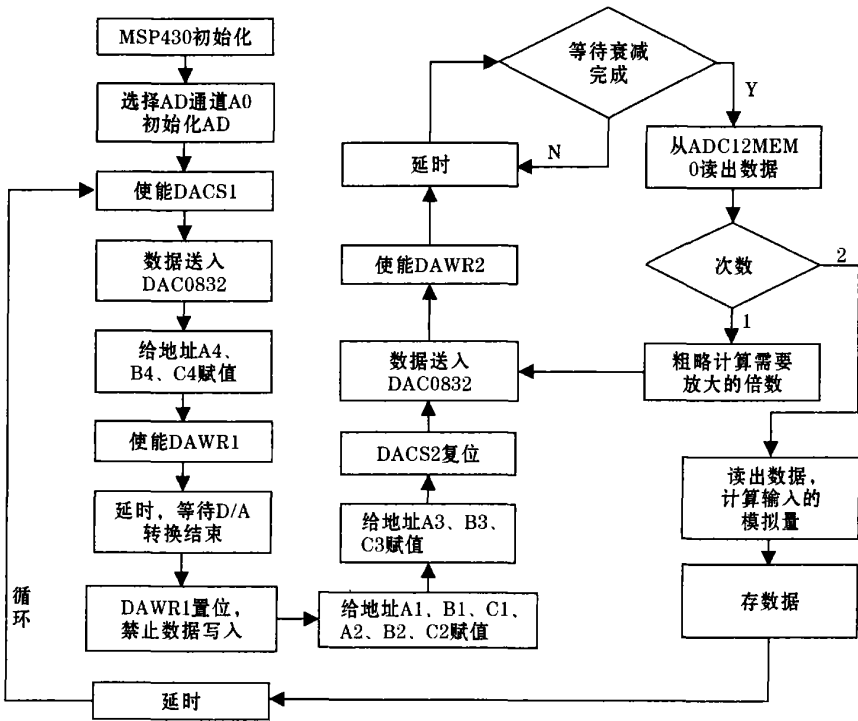 MSP430初始化
选择AD通道A0
初始化AD
使能DACS1
数据送入
DAC0832
给地址A4、
B4、C4赋值
使能DAWR1
延时，等待D/A
转换结束
DAWR1置位，
禁止数据写入
给地址A1、B1、C1、
A2、B2、C2赋值
给地址A3、B3、
C3赋值
DACS2复位
数据送入
DAC0832
使能DAWR2
延时
等待衰减
完成
N
Y
从ADC12MEM
0读出数据
次数
2
1
粗略计算需要
放大的倍数
读出数据，
计算输入的
模拟量
存数据
延时
循
环